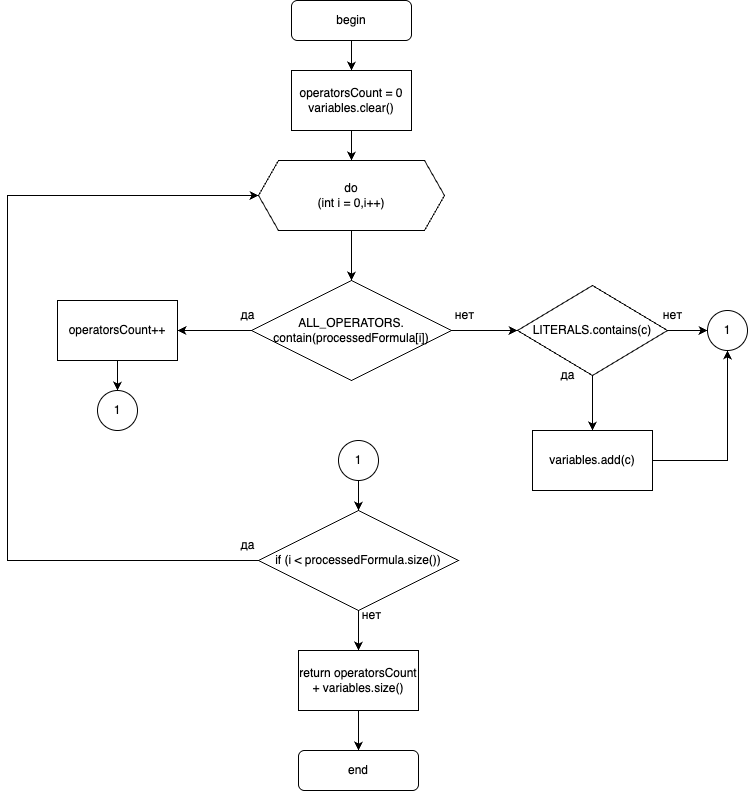 begin
operatorsCount = 0
variables.clear()
do
(int i = 0,i++)
да
ALL_OPERATORS.
contain(processedFormula[i])
нет
LITERALS.contains(c)
нет
1
operatorsCount++
да
1
variables.add(c)
1
да
if (i < processedFormula.size())
нет
return operatorsCount
+ variables.size()
end